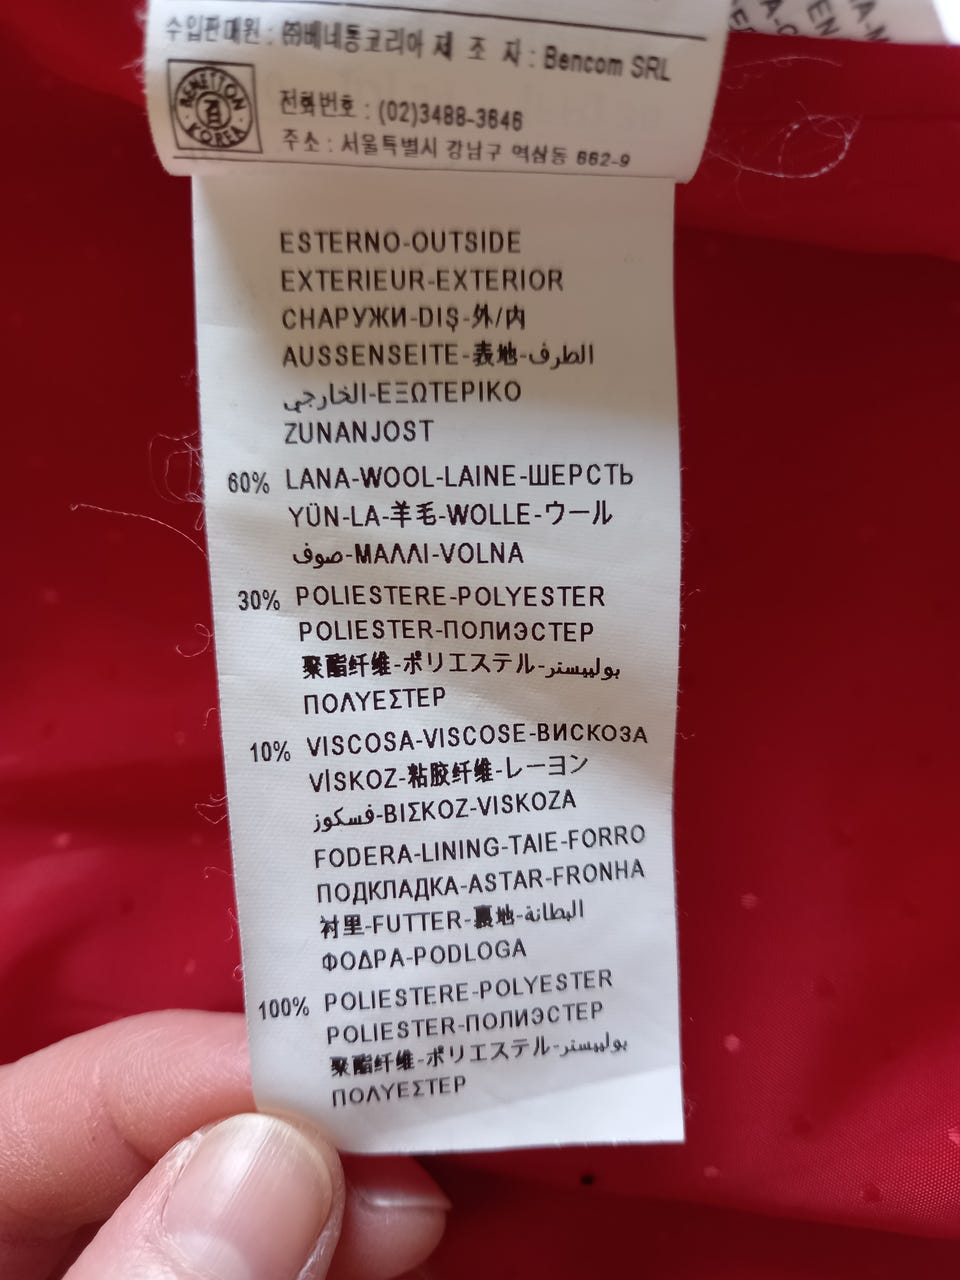 수입판매원 : ㈜베네통코리아 제 조 자 : Bencom SRL
BENETTON KOREA
전화번호 : (02)3488-3646
주소 : 서울특별시 강남구 역삼동 662-9
ESTERNO-OUTSIDE
EXTERIEUR-EXTERIOR
СНАРУЖИ-DIŞ-外/内
AUSSENSEITE-表地-الطرف
الخارجي-ΕΞΩΤΕΡΙΚΟ
ZUNANJOST
60% LANA-WOOL-LAINE-ШЕРСТЬ
YÜN-LA-羊毛-WOLLE-ウール
صوف-ΜΑΛΛΙ-VOLNA
30% POLIESTERE-POLYESTER
POLIESTER-ПОЛИЭСТЕР
聚酯纤维-ポリエステル-بولييستر
ΠΟΛΥΕΣΤΕΡ
10% VISCOSA-VISCOSE-ВИСКОЗА
VİSKOZ-粘胶纤维-レーヨン
فسكوز-ΒΙΣΚΟΖ-VISKOZA
FODERA-LINING-TAIE-FORRO
ПОДКЛАДКА-ASTAR-FRONHA
衬里-FUTTER-裏地-البطانة
ΦΟΔΡΑ-PODLOGA
100% POLIESTERE-POLYESTER
POLIESTER-ПОЛИЭСТЕР
聚酯纤维-ポリエステル-بولييستر
ΠΟΛΥΕΣΤΕΡ